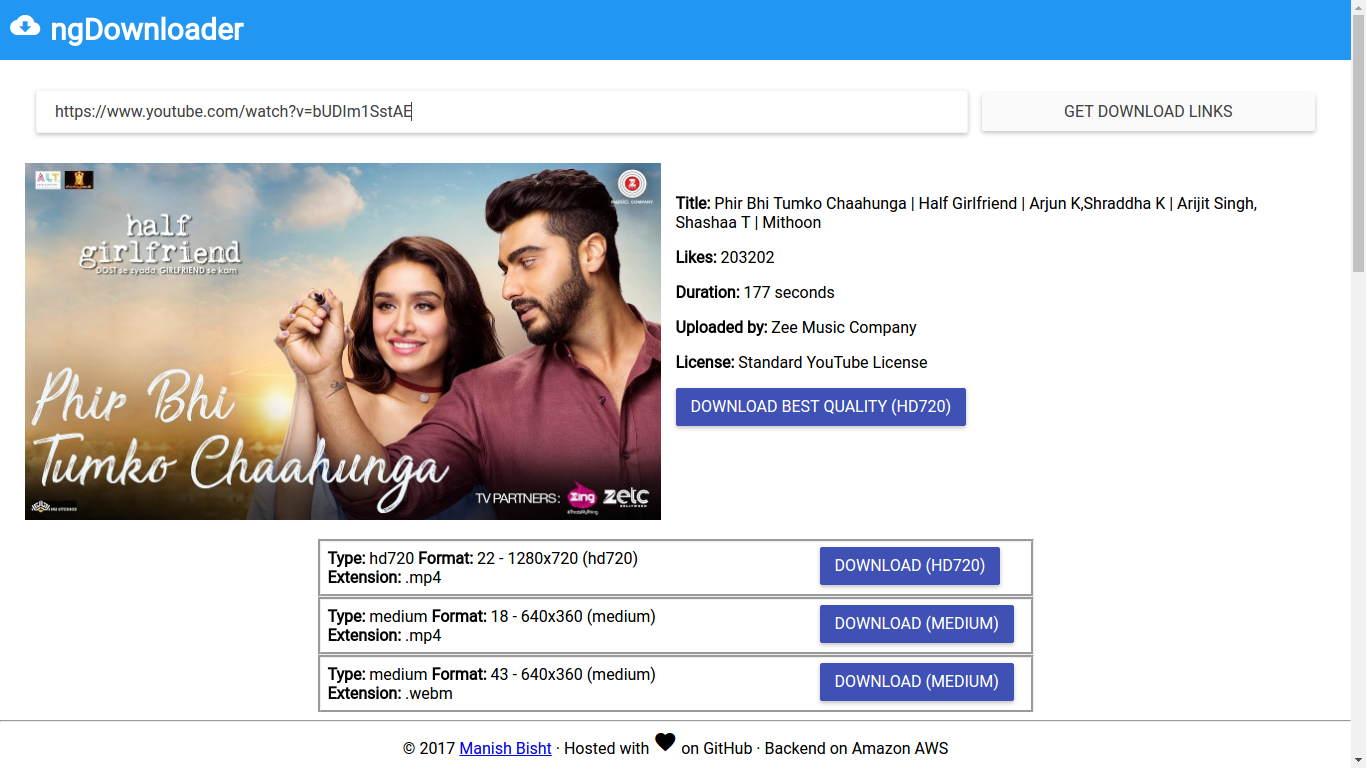 ngDownloader
https://www.youtube.com/watch?v=bUDIm1SstAE
GET DOWNLOAD LINKS
ALT
MUSIC COMPANY
half
girlfriend
DOST se zyada, GIRLFRIEND se kam
Phir Bhi
Tumko Chaahunga
TV PARTNERS: zing zetc
BOLLYWOOD
Title: Phir Bhi Tumko Chaahunga | Half Girlfriend | Arjun K,Shraddha K | Arijit Singh,
Shashaa T | Mithoon
Likes: 203202
Duration: 177 seconds
Uploaded by: Zee Music Company
License: Standard YouTube License
DOWNLOAD BEST QUALITY (HD720)
Type: hd720 Format: 22 - 1280x720 (hd720)
Extension: .mp4
DOWNLOAD (HD720)
Type: medium Format: 18 - 640x360 (medium)
Extension: .mp4
DOWNLOAD (MEDIUM)
Type: medium Format: 43 - 640x360 (medium)
Extension: .webm
DOWNLOAD (MEDIUM)
© 2017 Manish Bisht · Hosted with on GitHub · Backend on Amazon AWS